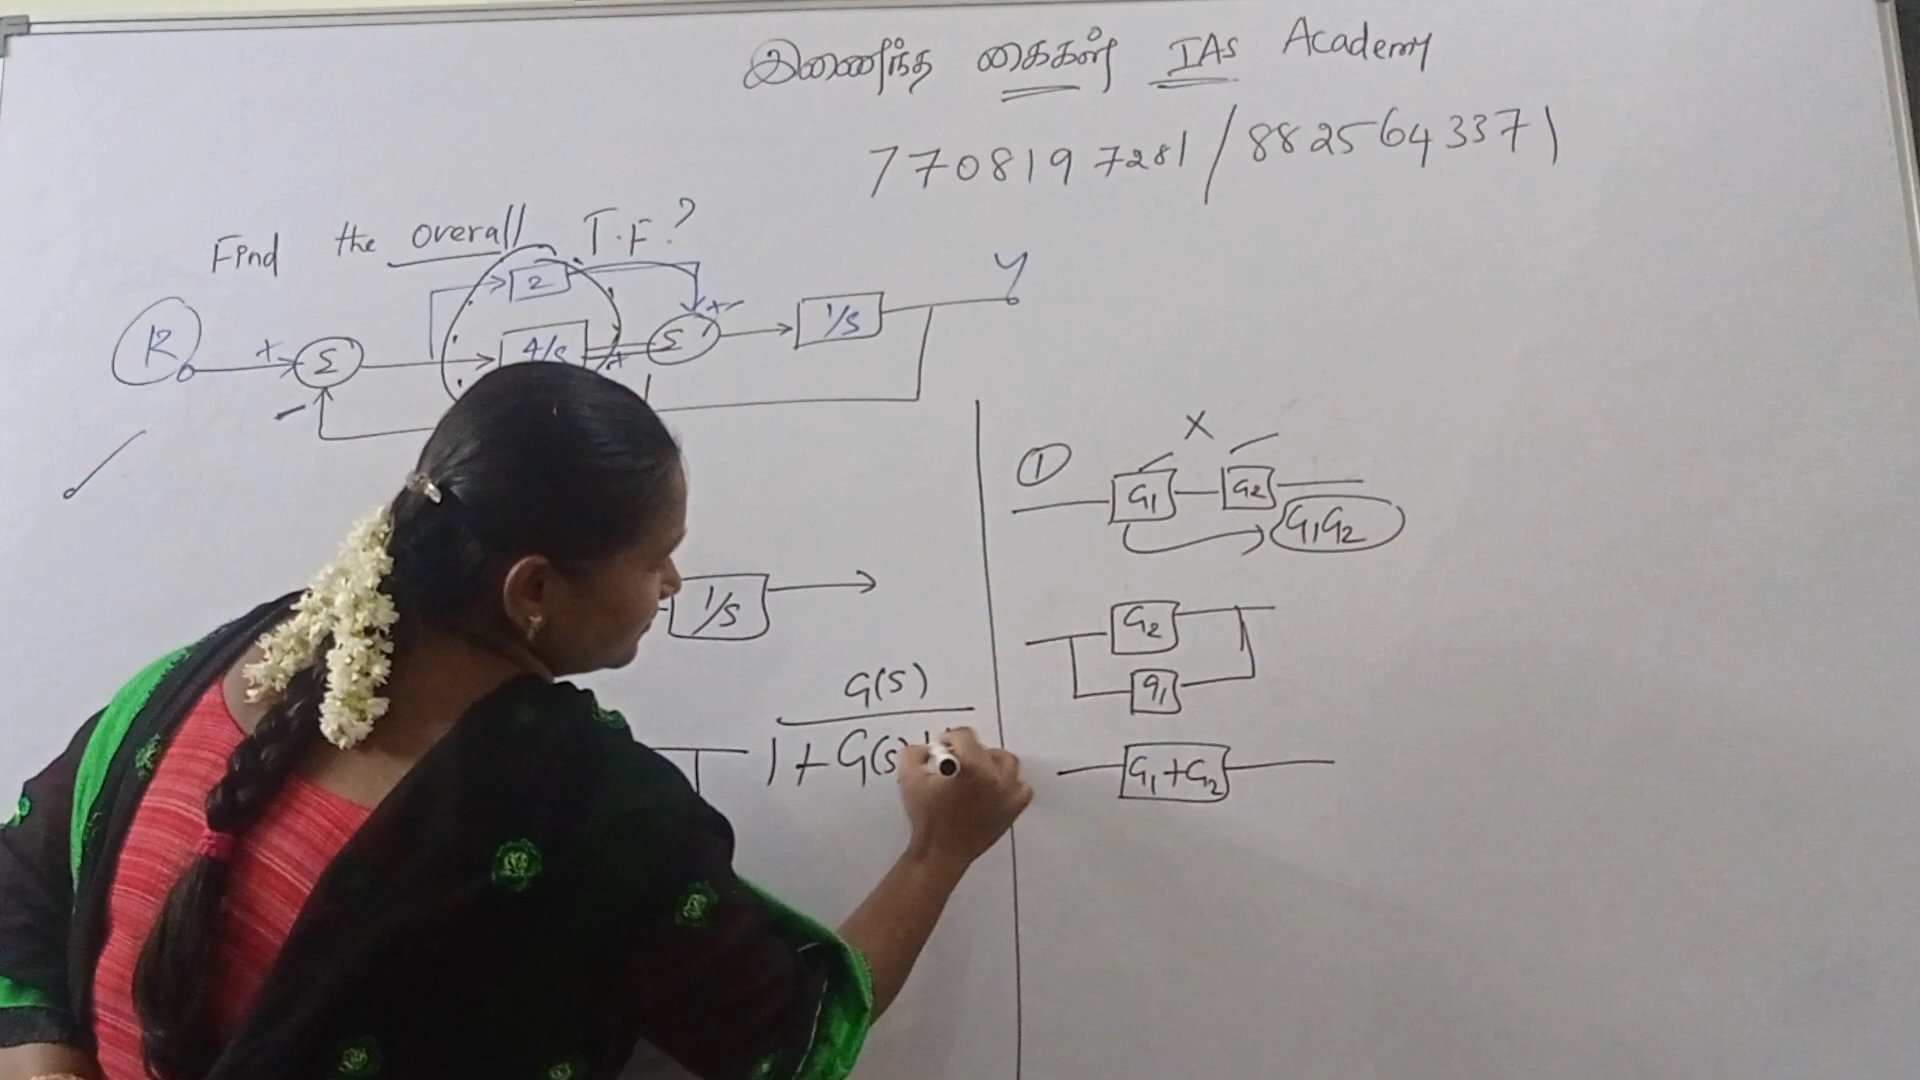 இணைந்த கைகள் IAS Academy
7708197281 / 8825643371
Find the overall T.F?
R + Σ - 2 4/s + Σ + 1/s Y
① G1 X G2
G1G2
1/s
G2
G1
G(s)
1 + G(s)
G1+G2